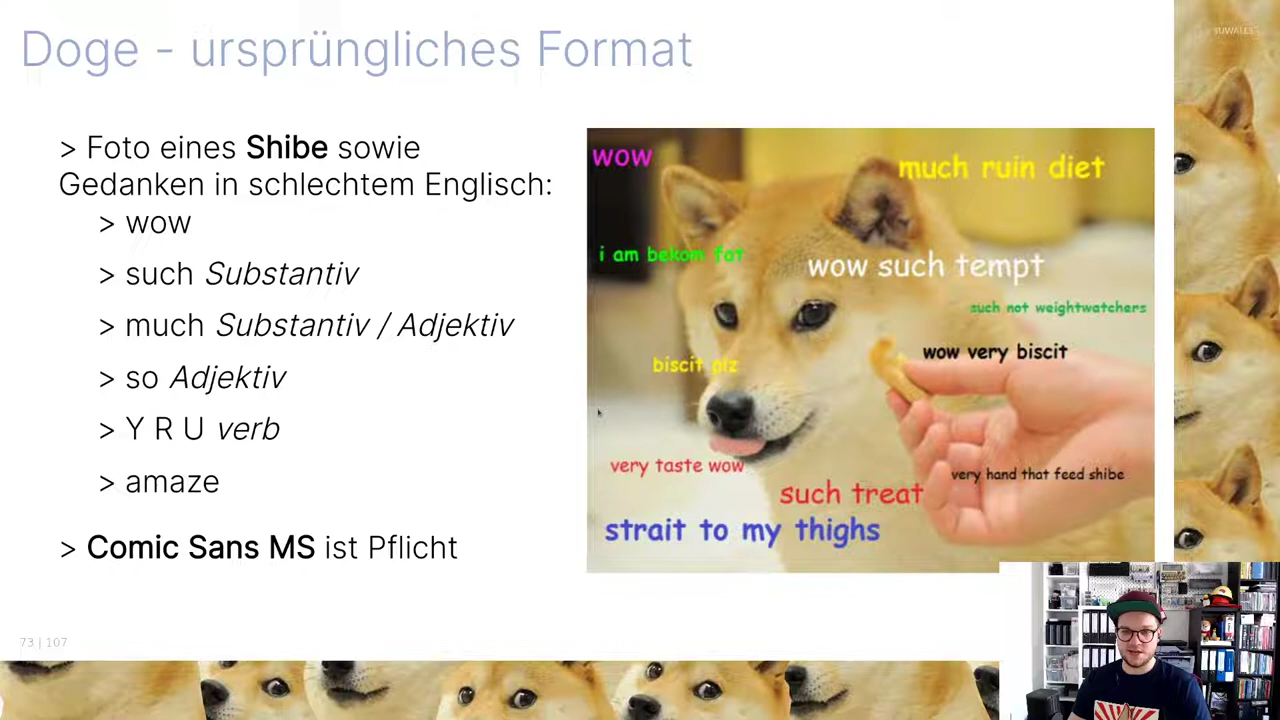 Doge - ursprüngliches Format
> Foto eines Shibe sowie
Gedanken in schlechtem Englisch:
> wow
> such Substantiv
> much Substantiv / Adjektiv
> so Adjektiv
> Y R U verb
> amaze
> Comic Sans MS ist Pflicht
wow
much ruin diet
i am bekom fat
wow such tempt
such not weightwatchers
wow very biscit
biscit plz
very taste wow
very hand that feed shibe
such treat
strait to my thighs
73 | 107